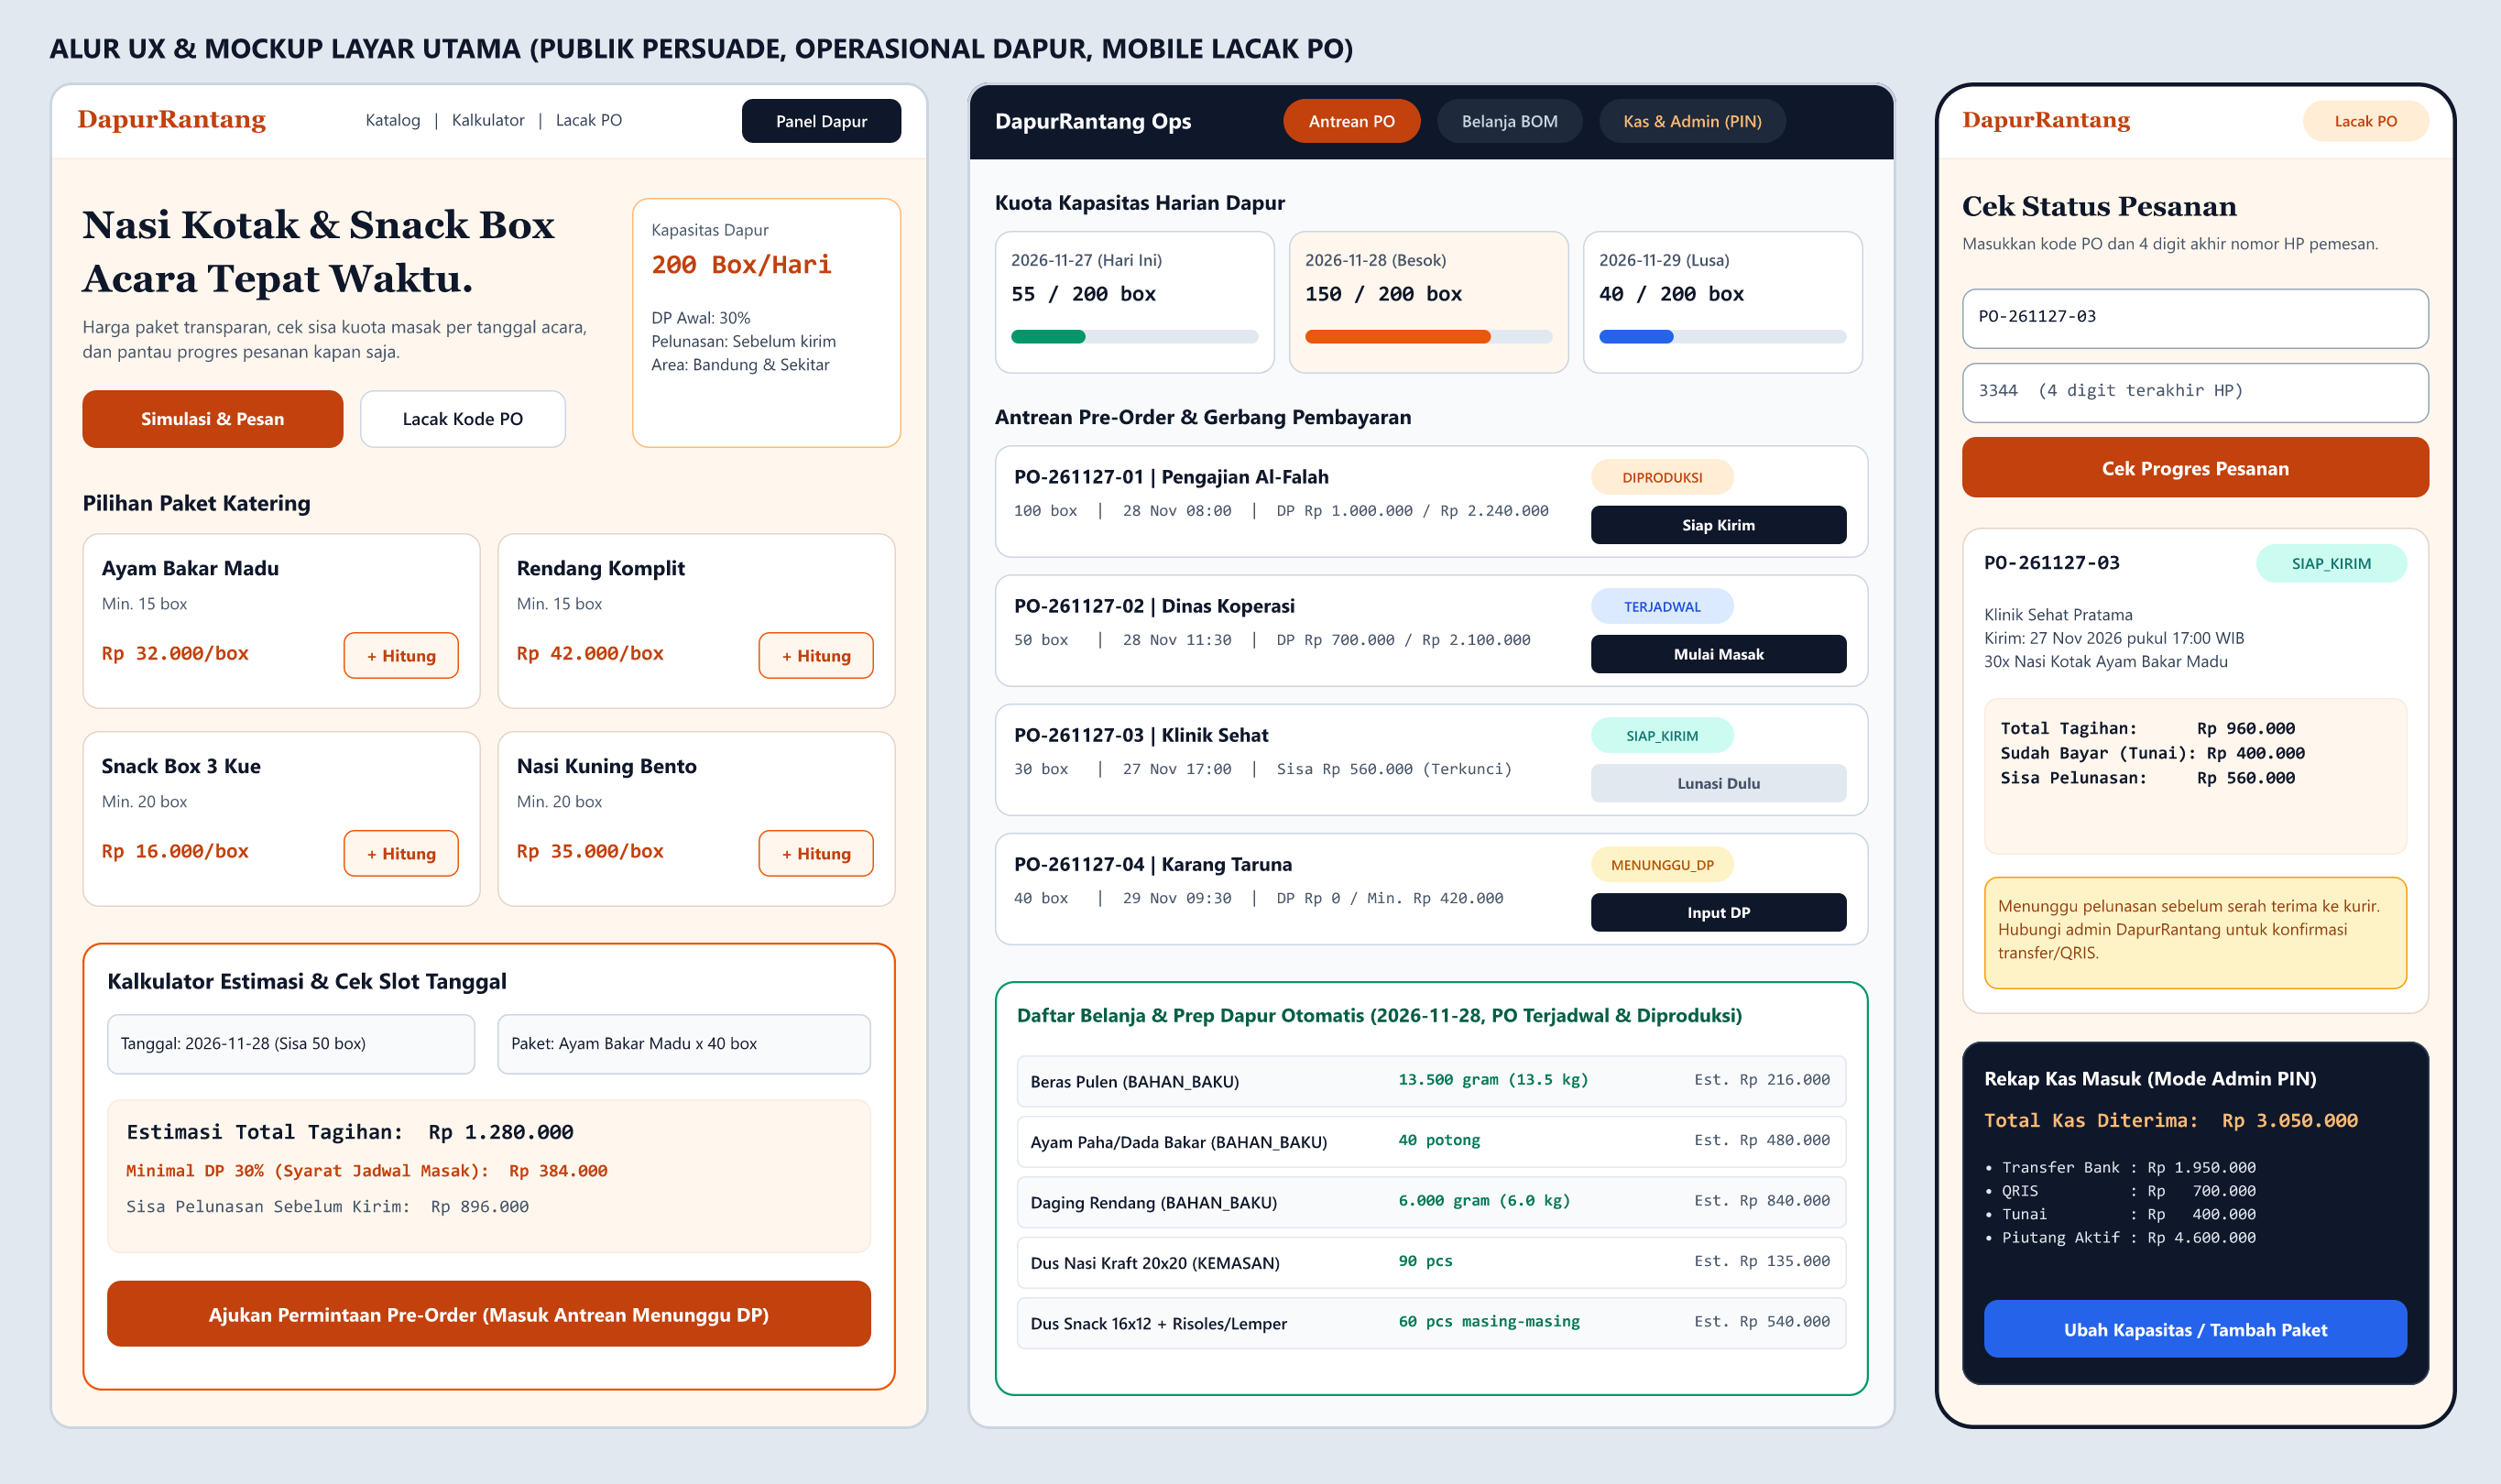 ALUR UX & MOCKUP LAYAR UTAMA (PUBLIK PERSUADE, OPERASIONAL DAPUR, MOBILE LACAK PO)
DapurRantang
Katalog | Kalkulator | Lacak PO
Panel Dapur
Nasi Kotak & Snack Box
Acara Tepat Waktu.
Harga paket transparan, cek sisa kuota masak per tanggal acara,
dan pantau progres pesanan kapan saja.
Simulasi & Pesan
Lacak Kode PO
Kapasitas Dapur
200 Box/Hari
DP Awal: 30%
Pelunasan: Sebelum kirim
Area: Bandung & Sekitar
Pilihan Paket Katering
Ayam Bakar Madu
Min. 15 box
Rp 32.000/box
+ Hitung
Rendang Komplit
Min. 15 box
Rp 42.000/box
+ Hitung
Snack Box 3 Kue
Min. 20 box
Rp 16.000/box
+ Hitung
Nasi Kuning Bento
Min. 20 box
Rp 35.000/box
+ Hitung
Kalkulator Estimasi & Cek Slot Tanggal
Tanggal: 2026-11-28 (Sisa 50 box)
Paket: Ayam Bakar Madu x 40 box
Estimasi Total Tagihan: Rp 1.280.000
Minimal DP 30% (Syarat Jadwal Masak): Rp 384.000
Sisa Pelunasan Sebelum Kirim: Rp 896.000
Ajukan Permintaan Pre-Order (Masuk Antrean Menunggu DP)
DapurRantang Ops
Antrean PO
Belanja BOM
Kas & Admin (PIN)
Kuota Kapasitas Harian Dapur
2026-11-27 (Hari Ini)
55 / 200 box
2026-11-28 (Besok)
150 / 200 box
2026-11-29 (Lusa)
40 / 200 box
Antrean Pre-Order & Gerbang Pembayaran
PO-261127-01 | Pengajian Al-Falah
100 box | 28 Nov 08:00 | DP Rp 1.000.000 / Rp 2.240.000
DIPRODUKSI
Siap Kirim
PO-261127-02 | Dinas Koperasi
50 box | 28 Nov 11:30 | DP Rp 700.000 / Rp 2.100.000
TERJADWAL
Mulai Masak
PO-261127-03 | Klinik Sehat
30 box | 27 Nov 17:00 | Sisa Rp 560.000 (Terkunci)
SIAP_KIRIM
Lunasi Dulu
PO-261127-04 | Karang Taruna
40 box | 29 Nov 09:30 | DP Rp 0 / Min. Rp 420.000
MENUNGGU_DP
Input DP
Daftar Belanja & Prep Dapur Otomatis (2026-11-28, PO Terjadwal & Diproduksi)
Beras Pulen (BAHAN_BAKU) 13.500 gram (13.5 kg) Est. Rp 216.000
Ayam Paha/Dada Bakar (BAHAN_BAKU) 40 potong Est. Rp 480.000
Daging Rendang (BAHAN_BAKU) 6.000 gram (6.0 kg) Est. Rp 840.000
Dus Nasi Kraft 20x20 (KEMASAN) 90 pcs Est. Rp 135.000
Dus Snack 16x12 + Risoles/Lemper 60 pcs masing-masing Est. Rp 540.000
DapurRantang
Lacak PO
Cek Status Pesanan
Masukkan kode PO dan 4 digit akhir nomor HP pemesan.
PO-261127-03
3344 (4 digit terakhir HP)
Cek Progres Pesanan
PO-261127-03
SIAP_KIRIM
Klinik Sehat Pratama
Kirim: 27 Nov 2026 pukul 17:00 WIB
30x Nasi Kotak Ayam Bakar Madu
Total Tagihan: Rp 960.000
Sudah Bayar (Tunai): Rp 400.000
Sisa Pelunasan: Rp 560.000
Menunggu pelunasan sebelum serah terima ke kurir.
Hubungi admin DapurRantang untuk konfirmasi
transfer/QRIS.
Rekap Kas Masuk (Mode Admin PIN)
Total Kas Diterima: Rp 3.050.000
• Transfer Bank : Rp 1.950.000
• QRIS : Rp 700.000
• Tunai : Rp 400.000
• Piutang Aktif : Rp 4.600.000
Ubah Kapasitas / Tambah Paket